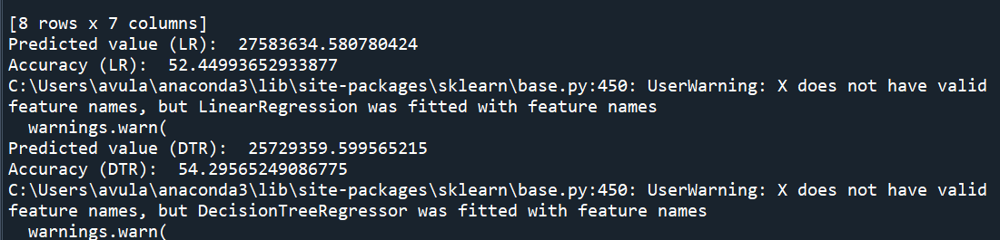 [8 rows x 7 columns]
Predicted value (LR):  27583634.580780424
Accuracy (LR):  52.44993652933877
C:\Users\avula\anaconda3\lib\site-packages\sklearn\base.py:450: UserWarning: X does not have valid
feature names, but LinearRegression was fitted with feature names
  warnings.warn(
Predicted value (DTR):  25729359.599565215
Accuracy (DTR):  54.29565249086775
C:\Users\avula\anaconda3\lib\site-packages\sklearn\base.py:450: UserWarning: X does not have valid
feature names, but DecisionTreeRegressor was fitted with feature names
  warnings.warn(